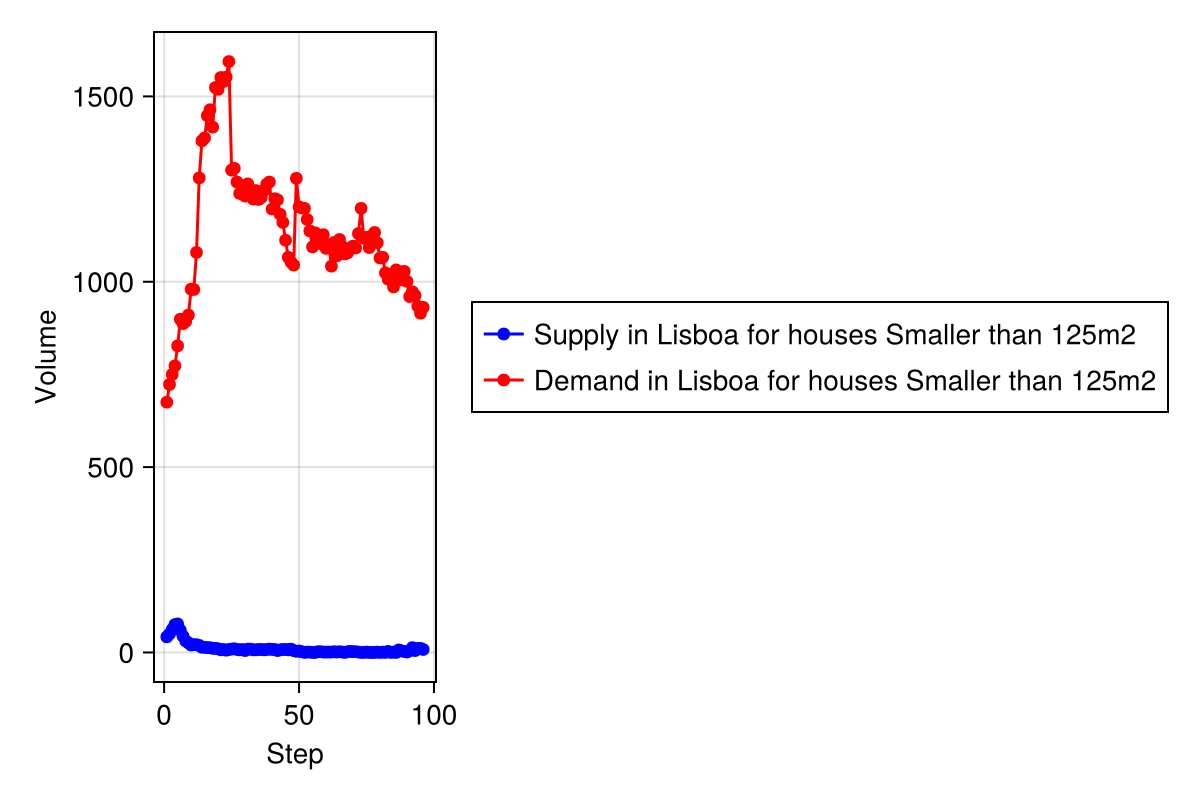 1500
1000
500
0
Volume
0 50 100
Step
Supply in Lisboa for houses Smaller than 125m2
Demand in Lisboa for houses Smaller than 125m2